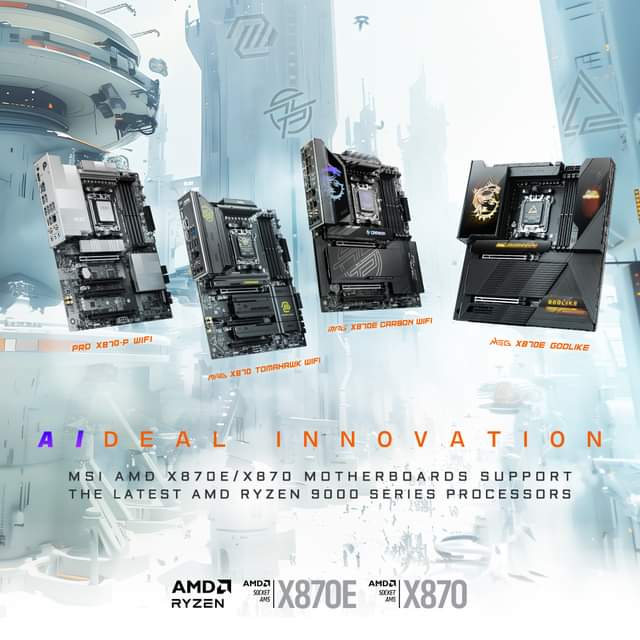 PRO X870-P WIFI
MAG X870 TOMAHAWK WIFI
MPG X870E CARBON WIFI
MEG X870E GODLIKE
GODLIKE
AIDEAL INNOVATION
MSI AMD X870E/X870 MOTHERBOARDS SUPPORT
THE LATEST AMD RYZEN 9000 SERIES PROCESSORS
AMD
RYZEN
AMD
SOCKET
AM5
X870E
AMD
SOCKET
AM5
X870